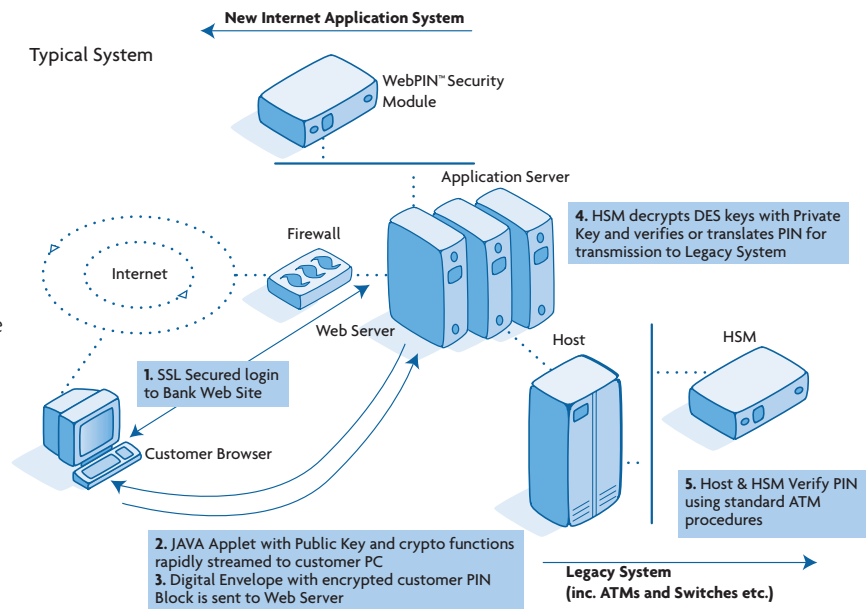 New Internet Application System
Typical System
WebPIN™ Security
Module
Application Server
4. HSM decrypts DES keys with Private
Key and verifies or translates PIN for
transmission to Legacy System
Firewall
Internet
e
Web Server
Host
HSM
1. SSL Secured login
to Bank Web Site
Customer Browser
5. Host & HSM Verify PIN
using standard ATM
procedures
2. JAVA Applet with Public Key and crypto functions
rapidly streamed to customer PC
3. Digital Envelope with encrypted customer PIN
Block is sent to Web Server
Legacy System
(inc. ATMs and Switches etc.)